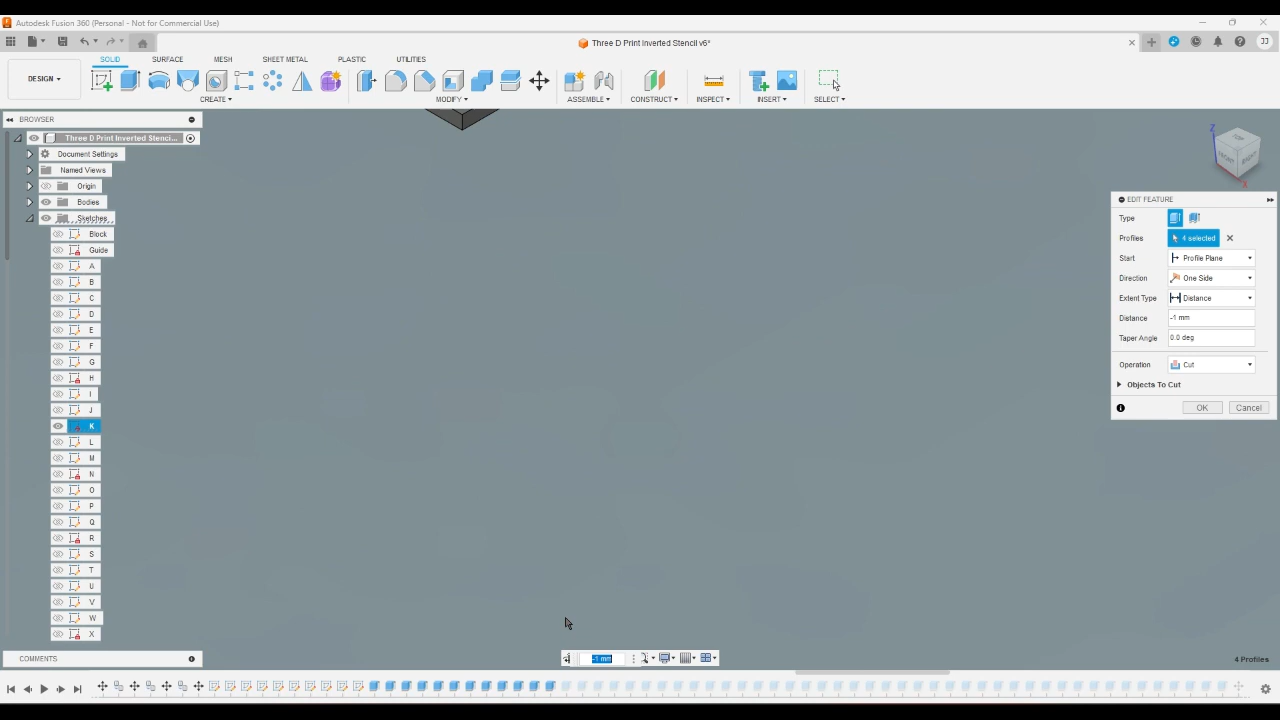 Autodesk Fusion 360 (Personal - Not for Commercial Use)
Three D Print Inverted Stencil v6*
JJ
SOLID SURFACE MESH SHEET METAL PLASTIC UTILITIES
DESIGN
CREATE MODIFY ASSEMBLE CONSTRUCT INSPECT INSERT SELECT
BROWSER
Three D Print Inverted Stenci...
Document Settings
Named Views
Origin
Bodies
Sketches
Block
Guide
A
B
C
D
E
F
G
H
I
J
K
L
M
N
O
P
Q
R
S
T
U
V
W
X
Z
TOP
FRONT
RIGHT
X
EDIT FEATURE
Type
Profiles 4 selected
Start Profile Plane
Direction One Side
Extent Type Distance
Distance -1 mm
Taper Angle 0.0 deg
Operation Cut
Objects To Cut
OK Cancel
-1 mm
COMMENTS
4 Profiles